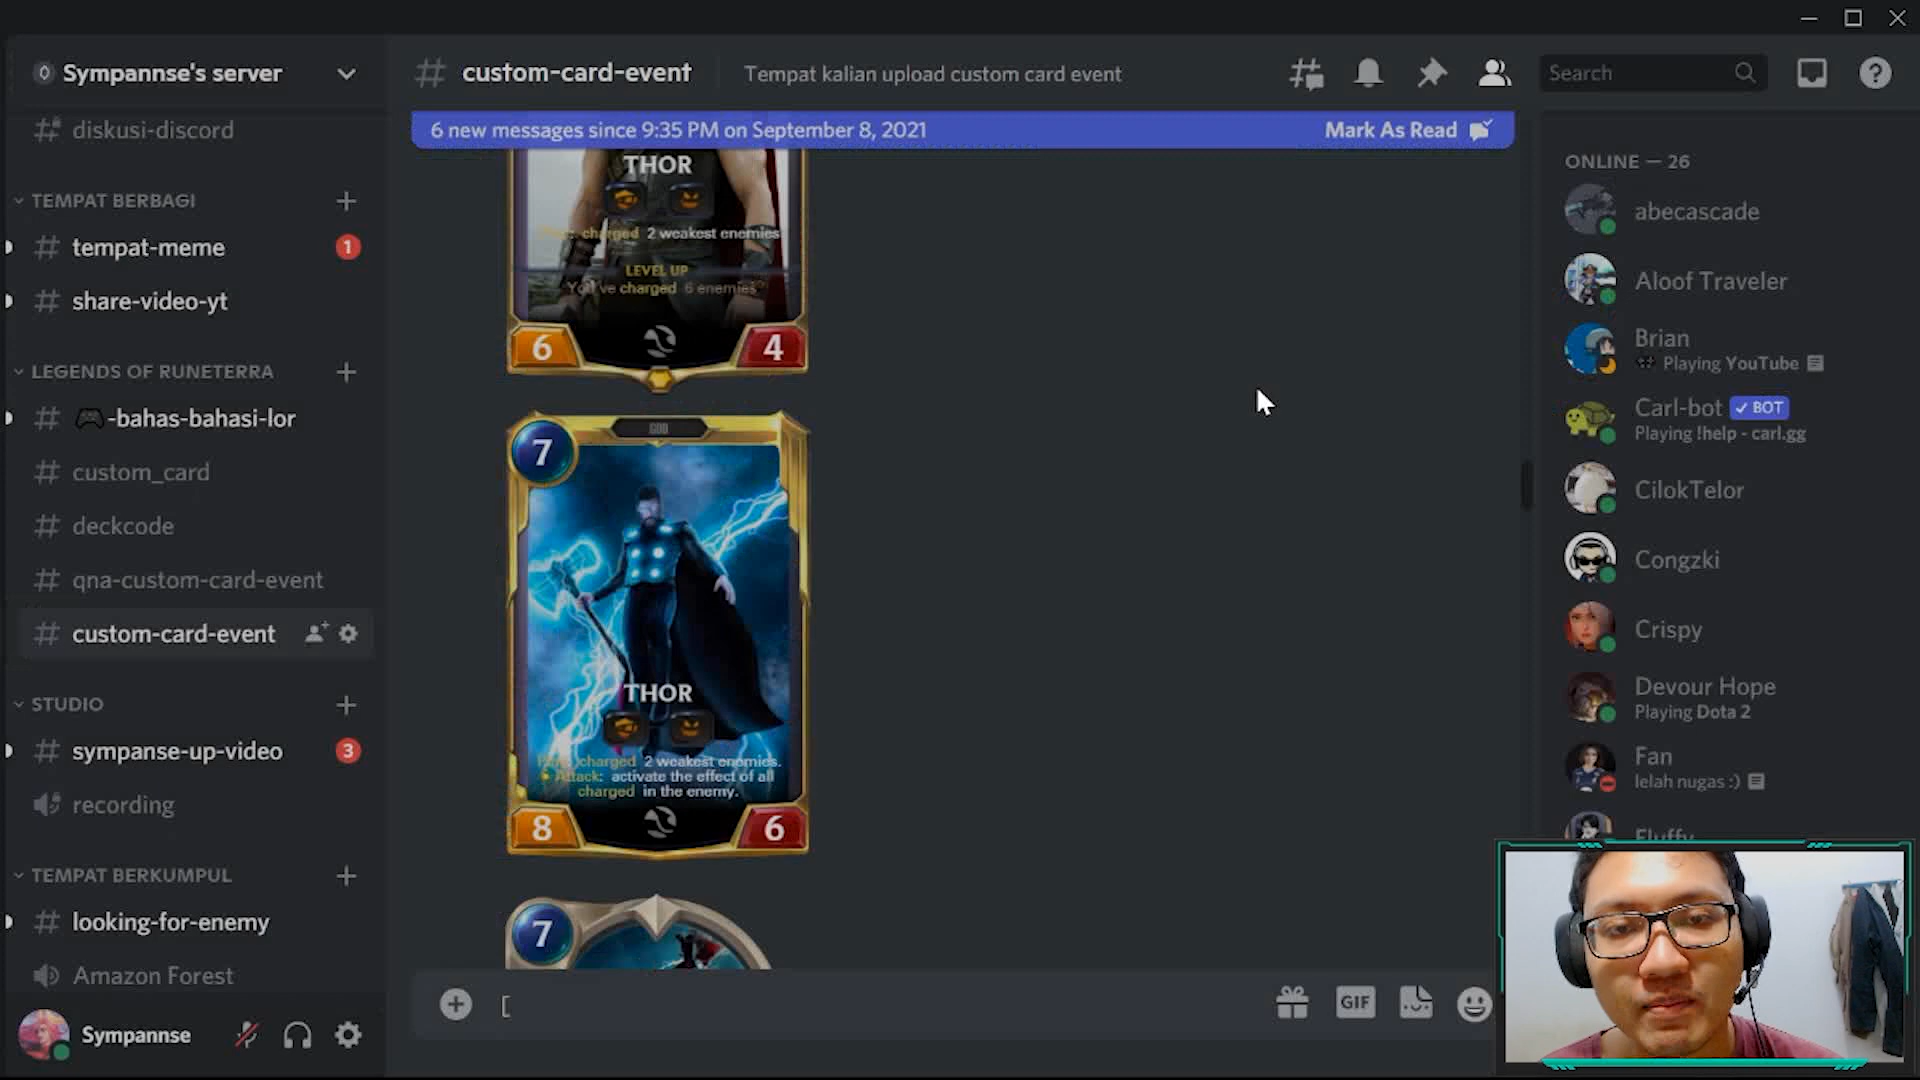 Sympannse's server
custom-card-event
Tempat kalian upload custom card event
Search
6 new messages since 9:35 PM on September 8, 2021
Mark As Read
diskusi-discord
TEMPAT BERBAGI
tempat-meme
1
share-video-yt
LEGENDS OF RUNETERRA
-bahas-bahasi-lor
custom_card
deckcode
qna-custom-card-event
custom-card-event
STUDIO
sympanse-up-video
3
recording
TEMPAT BERKUMPUL
looking-for-enemy
Amazon Forest
Sympannse
THOR
charged 2 weakest enemies
LEVEL UP
You've charged 6 enemies
6
4
7
GOD
THOR
charged 2 weakest enemies.
Attack: activate the effect of all
charged in the enemy.
8
6
7
[
GIF
ONLINE — 26
abecascade
Aloof Traveler
Brian
Playing YouTube
Carl-bot
BOT
Playing !help - carl.gg
CilokTelor
Congzki
Crispy
Devour Hope
Playing Dota 2
Fan
lelah nugas :)
Fluffy